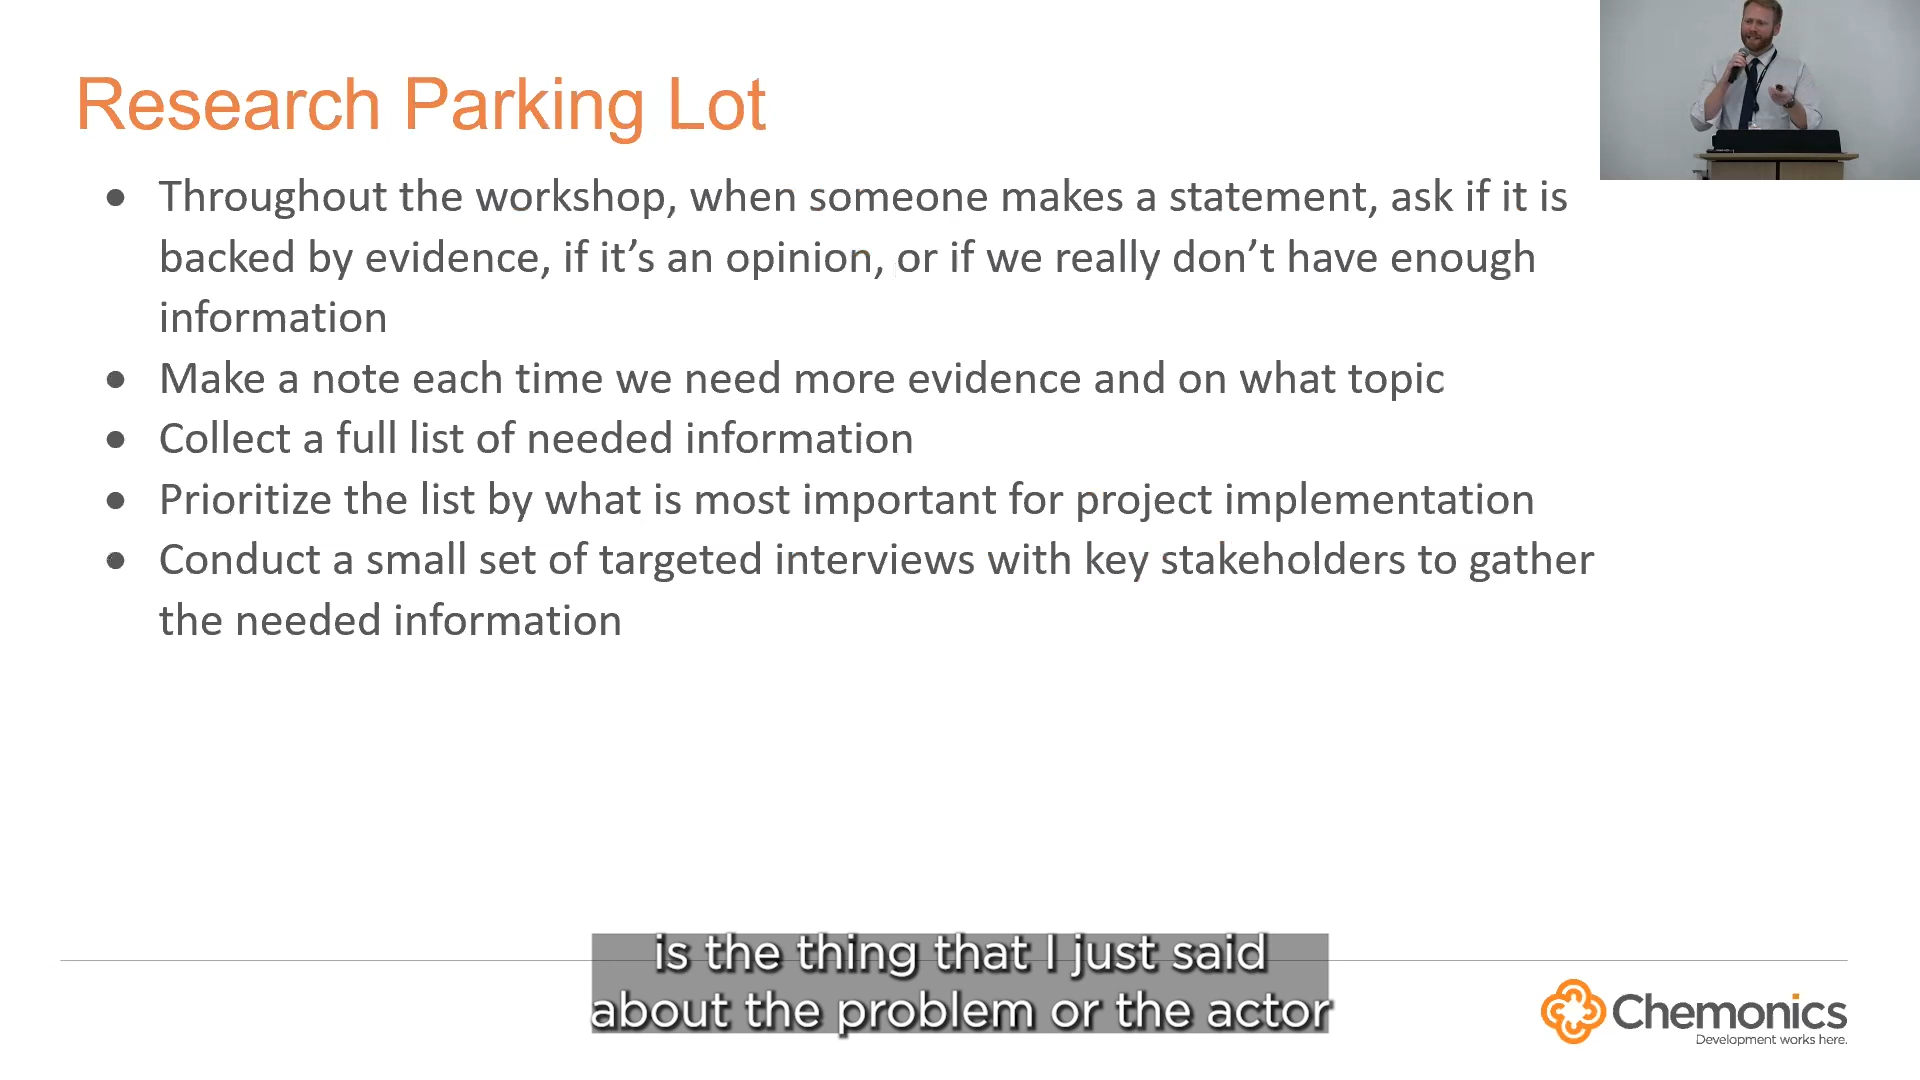 Research Parking Lot
• Throughout the workshop, when someone makes a statement, ask if it is
backed by evidence, if it’s an opinion, or if we really don’t have enough
information
• Make a note each time we need more evidence and on what topic
• Collect a full list of needed information
• Prioritize the list by what is most important for project implementation
• Conduct a small set of targeted interviews with key stakeholders to gather
the needed information
is the thing that I just said
about the problem or the actor
Chemonics
Development works here.